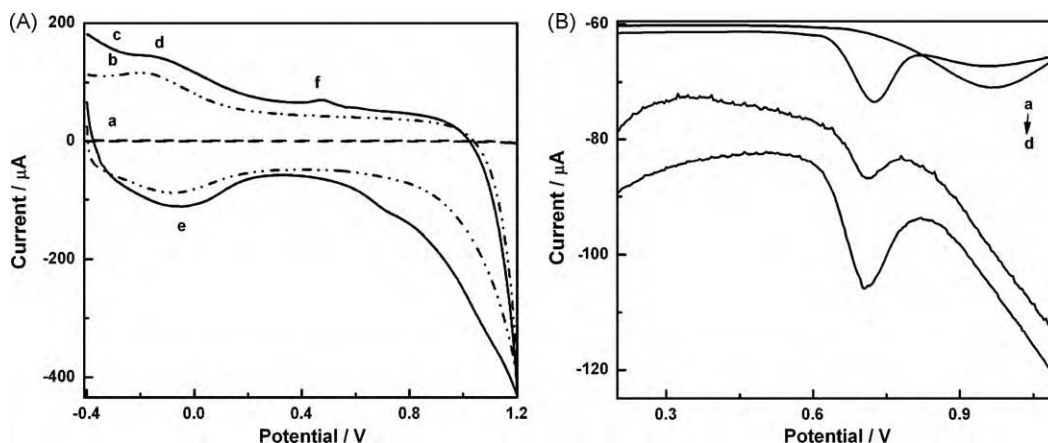 (A)
200
0
-200
-400
Current / μA
c
d
b
a
e
f
-0.4
0.0
0.4
0.8
1.2
Potential / V
(B)
-60
-80
-100
-120
Current / μA
a
d
0.3
0.6
0.9
Potential / V